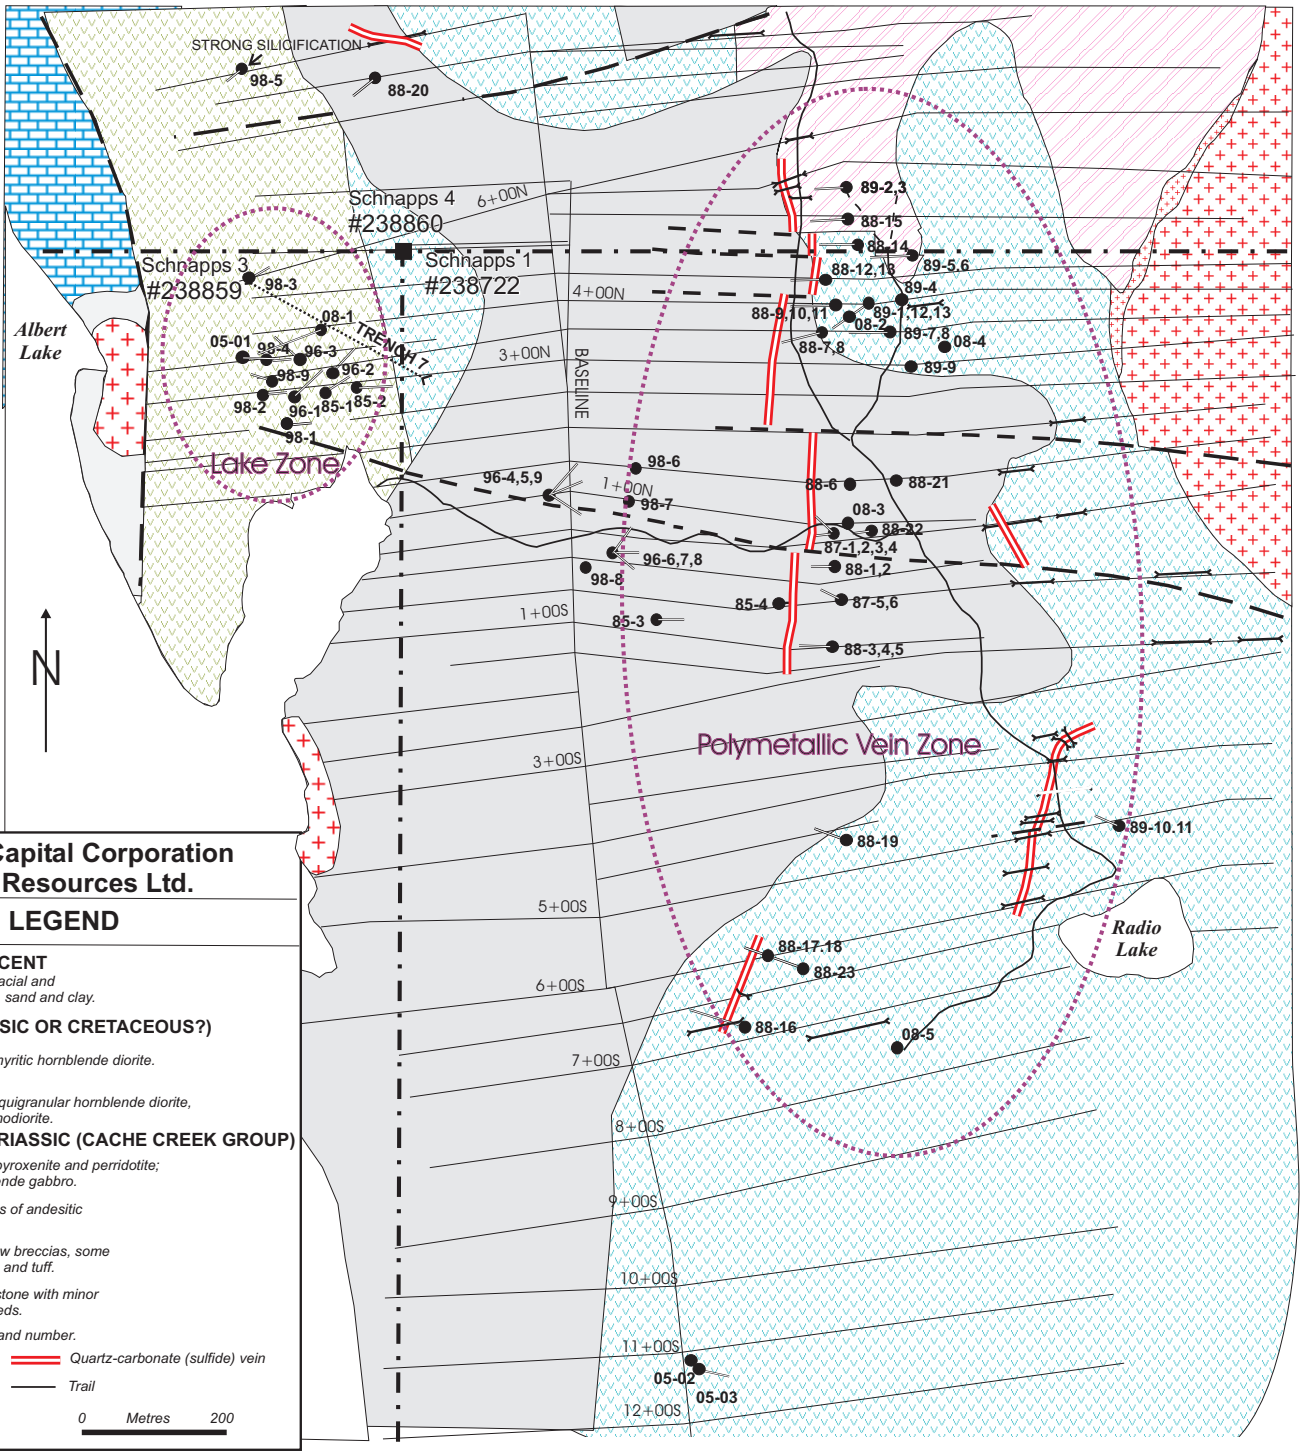 STRONG SILICIFICATION
98-5
88-20
Schnapps 4
#238860
6+00N
89-2,3
88-15
88-14
89-5,6
Schnapps 3
#238859
98-3
Schnapps 1
#238722
88-12,13
4+00N
89-4
88-9,10,11
89-1,12,13
08-2
89-7,8
88-7,8
08-4
89-9
Albert
Lake
08-1
TRENCH 7
05-01
98-4
96-3
3+00N
BASELINE
98-9
96-2
98-2
96-1
85-1
85-2
98-1
Lake Zone
96-4,5,9
98-6
1+00N
98-7
88-6
88-21
08-3
88-22
87-1,2,3,4
96-6,7,8
98-8
88-1,2
1+00S
85-3
85-4
87-5,6
88-3,4,5
N
Polymetallic Vein Zone
3+00S
88-19
89-10.11
5+00S
Radio
Lake
88-17.18
88-23
6+00S
88-16
08-5
7+00S
8+00S
9+00S
10+00S
11+00S
05-02
05-03
12+00S
Capital Corporation
Resources Ltd.
LEGEND
CENT
acial and
sand and clay.
SIC OR CRETACEOUS?)
hyritic hornblende diorite.
quigranular hornblende diorite,
nodiorite.
RIASSIC (CACHE CREEK GROUP)
pyroxenite and perridotite;
ende gabbro.
s of andesitic
w breccias, some
and tuff.
stone with minor
eds.
and number.
Quartz-carbonate (sulfide) vein
Trail
0 Metres 200